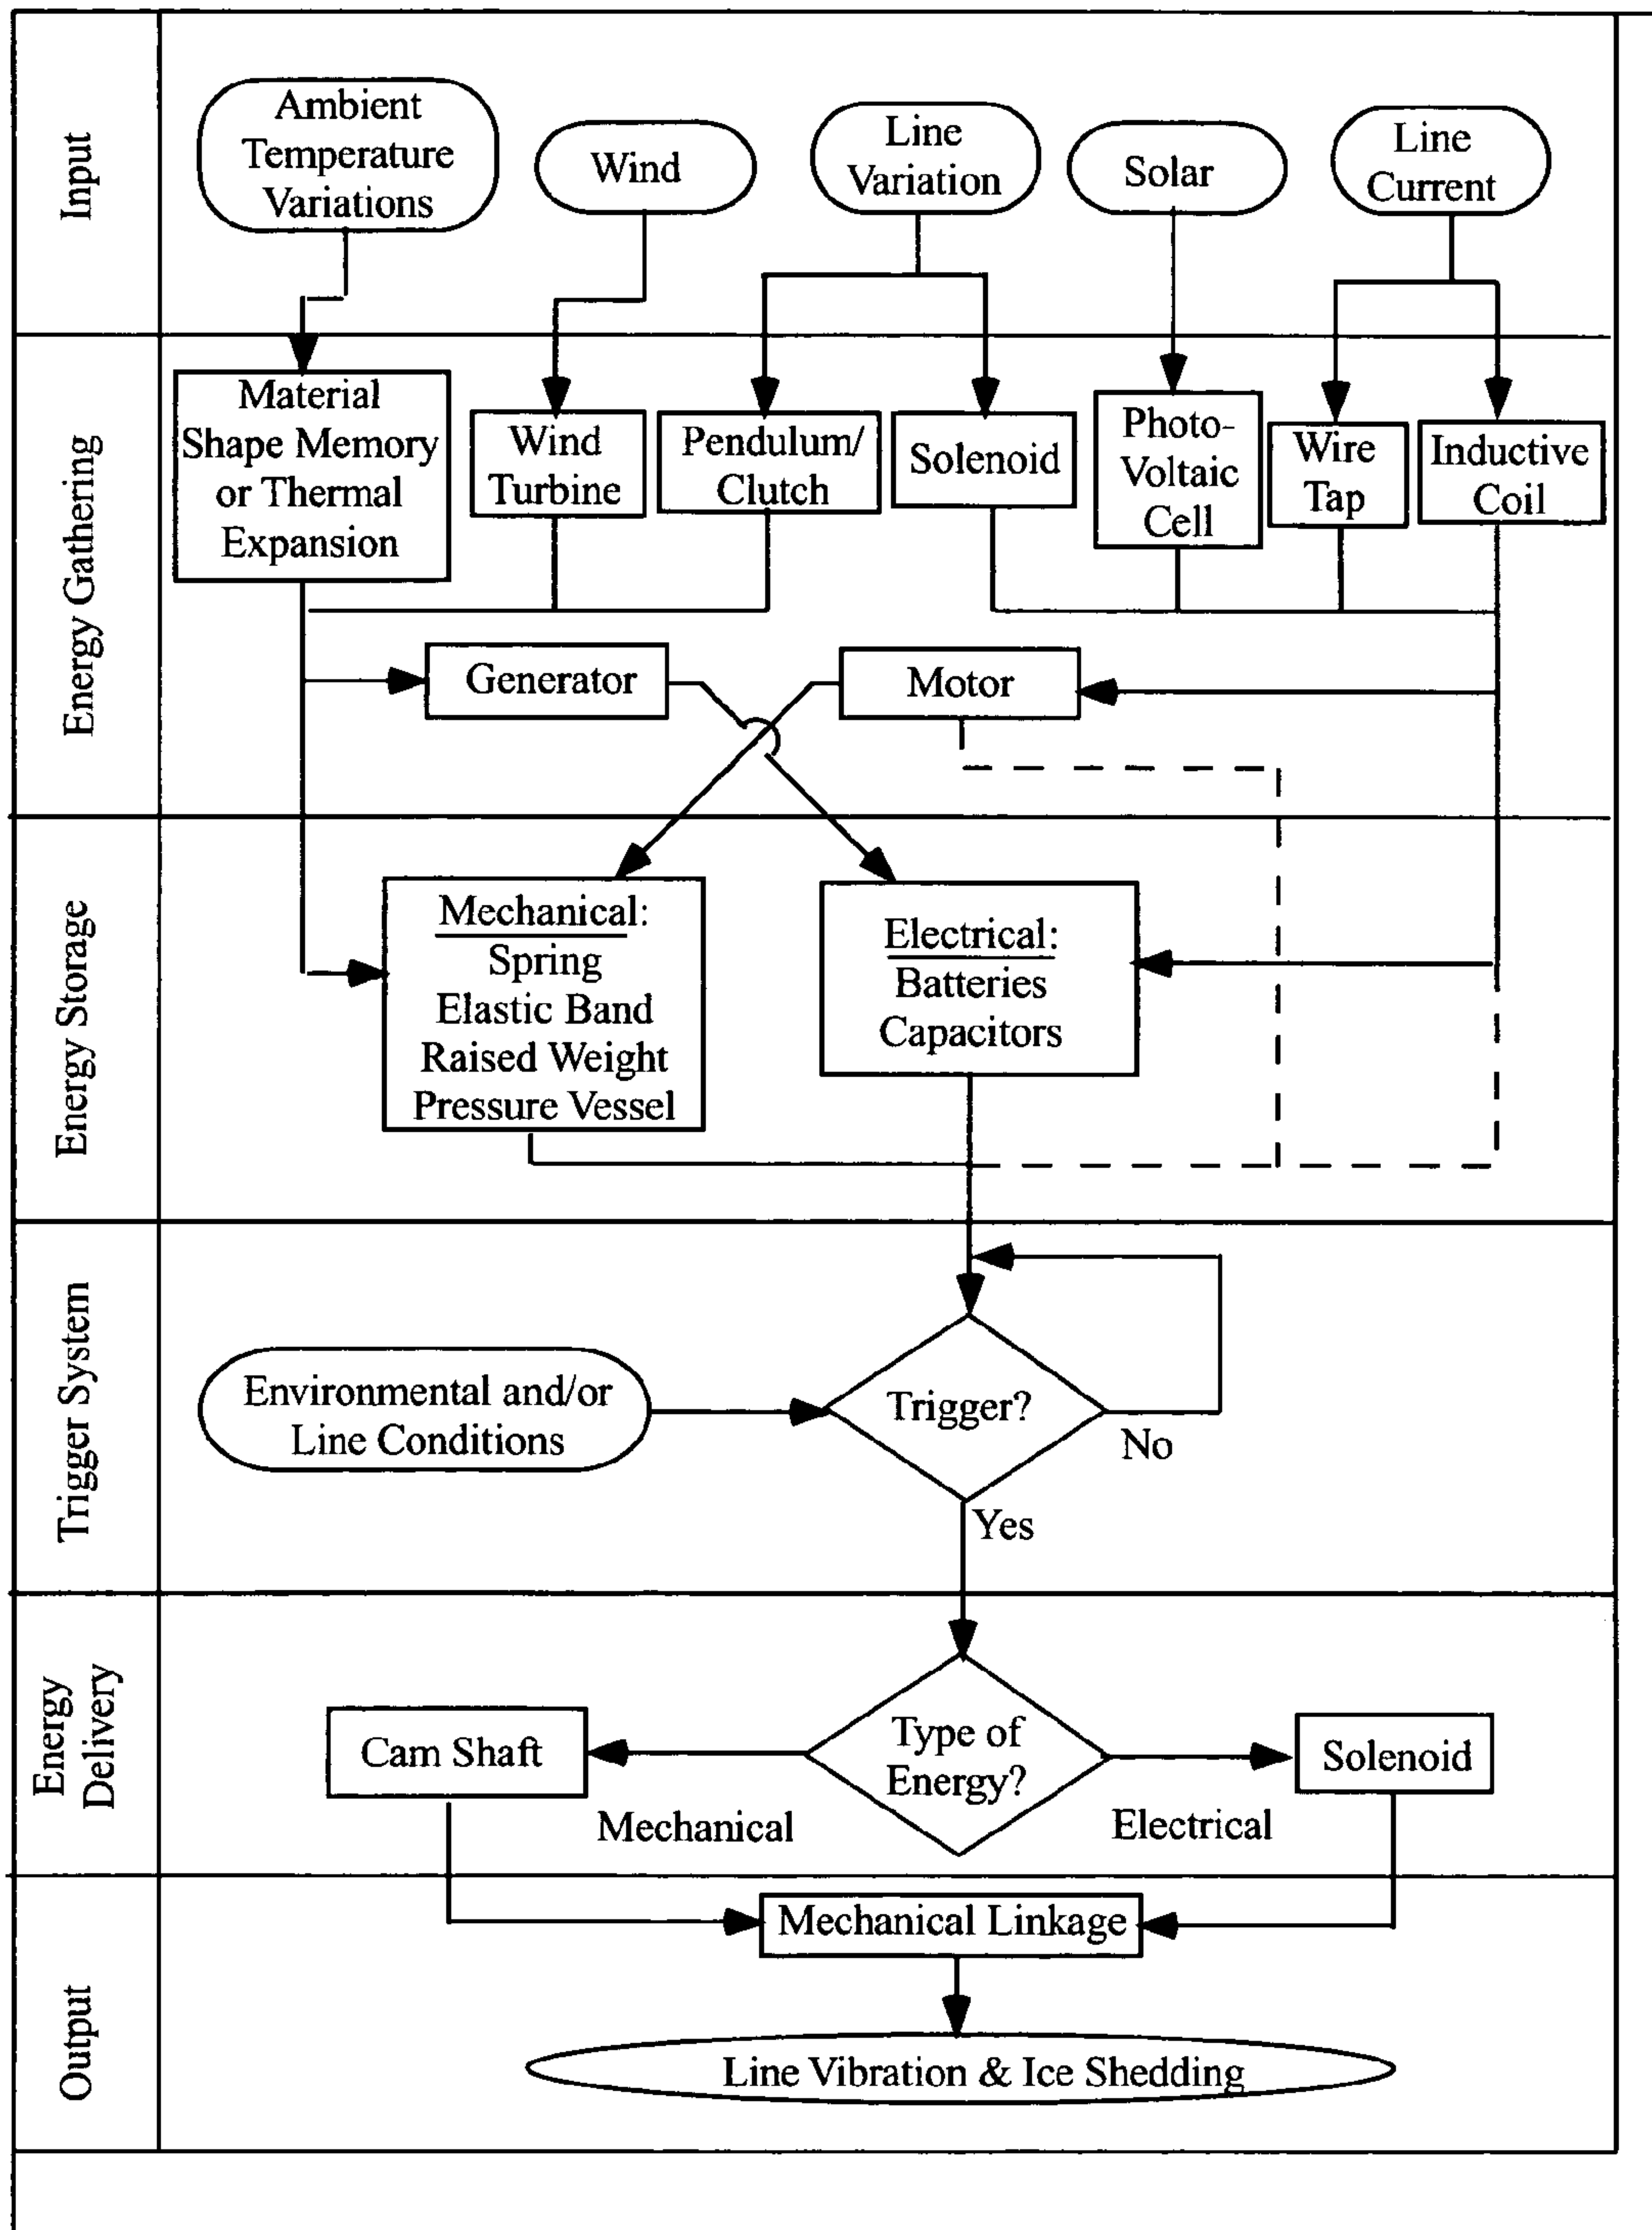 Input
Ambient
Temperature
Variations
Wind
Line
Variation
Solar
Line
Current
Energy Gathering
Material
Shape Memory
or Thermal
Expansion
Wind
Turbine
Pendulum/
Clutch
Solenoid
Photo-
Voltaic
Cell
Wire
Tap
Inductive
Coil
Generator
Motor
Energy Storage
Mechanical:
Spring
Elastic Band
Raised Weight
Pressure Vessel
Electrical:
Batteries
Capacitors
Trigger System
Environmental and/or
Line Conditions
Trigger?
No
Yes
Energy
Delivery
Cam Shaft
Type of
Energy?
Solenoid
Mechanical
Electrical
Output
Mechanical Linkage
Line Vibration & Ice Shedding